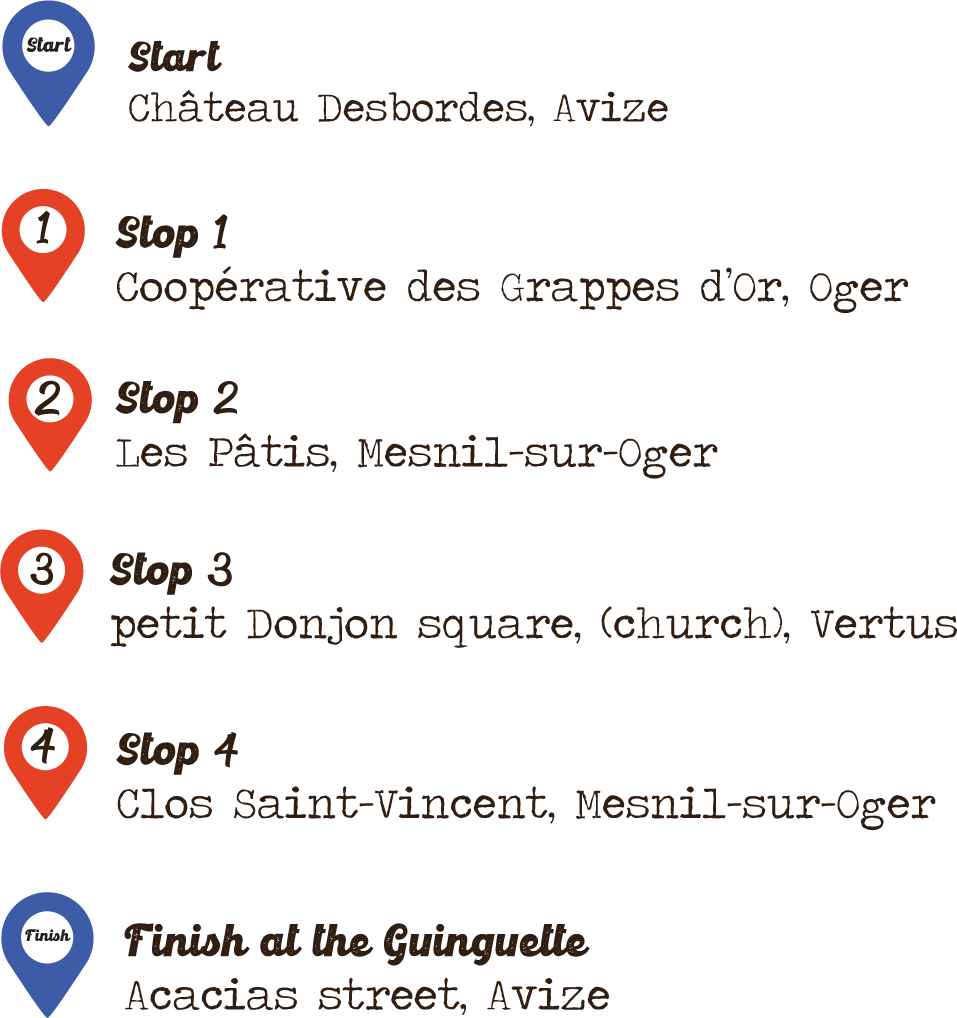 Start
Start
Château Desbordes, Avize
1
Stop 1
Coopérative des Grappes d'Or, Oger
2
Stop 2
Les Pâtis, Mesnil-sur-Oger
3
Stop 3
petit Donjon square, (church), Vertus
4
Stop 4
Clos Saint-Vincent, Mesnil-sur-Oger
Finish
Finish at the Guinguette
Acacias street, Avize